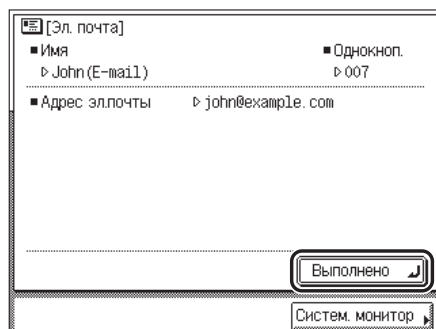 [Эл. почта]
■Имя ■Однокноп.
▷John(E-mail) ▷007
■Адрес эл.почты ▷john@example.com
Выполнено
Систем. монитор